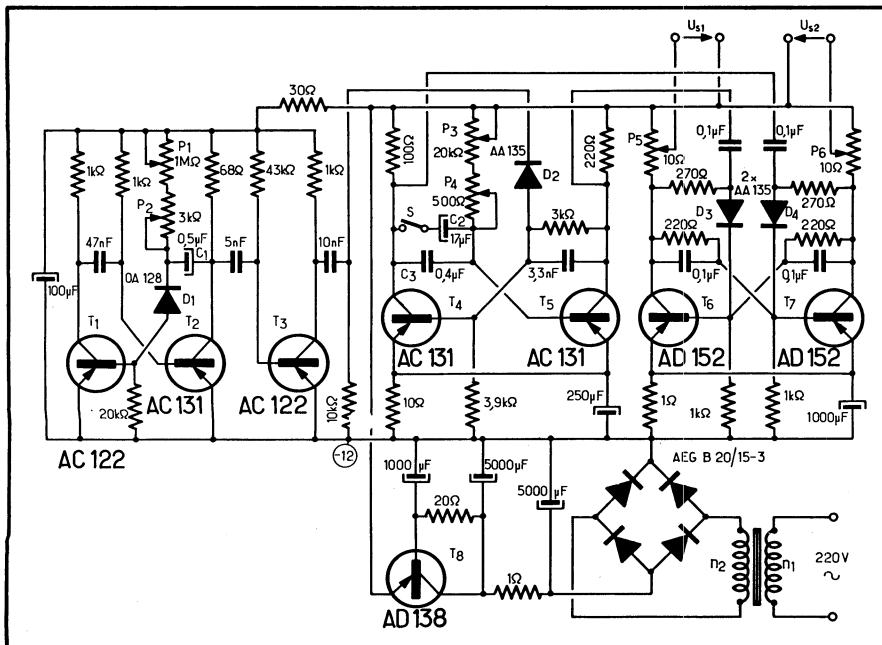 U s1
U s2
30Ω
P1
1MΩ
1kΩ
1kΩ
68Ω
43kΩ
1kΩ
P2
3kΩ
47nF
0,5µF
C1
5nF
10nF
100µF
OA 128
D1
T1
T2
T3
20kΩ
AC 131
AC 122
AC 122
10kΩ
-12
100Ω
P3
20kΩ
AA 135
P4
500Ω
D2
220Ω
S
C2
17µF
3kΩ
C3
0,4µF
3,3nF
T4
T5
AC 131
AC 131
10Ω
3,9kΩ
250µF
P5
10Ω
0,1µF
0,1µF
P6
10Ω
270Ω
2×
AA 135
270Ω
D3
D4
220Ω
220Ω
0,1µF
0,1µF
T6
T7
AD 152
AD 152
1Ω
1kΩ
1kΩ
1000µF
1000µF
5000µF
5000µF
AEG B 20/15-3
20Ω
T8
1Ω
AD 138
n2
n1
220V
~